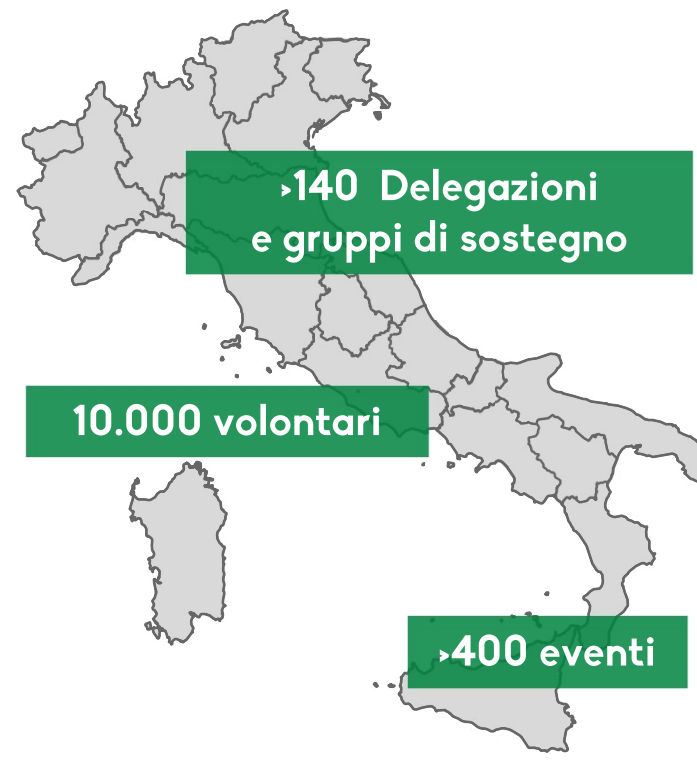 >140 Delegazioni
e gruppi di sostegno
10.000 volontari
>400 eventi